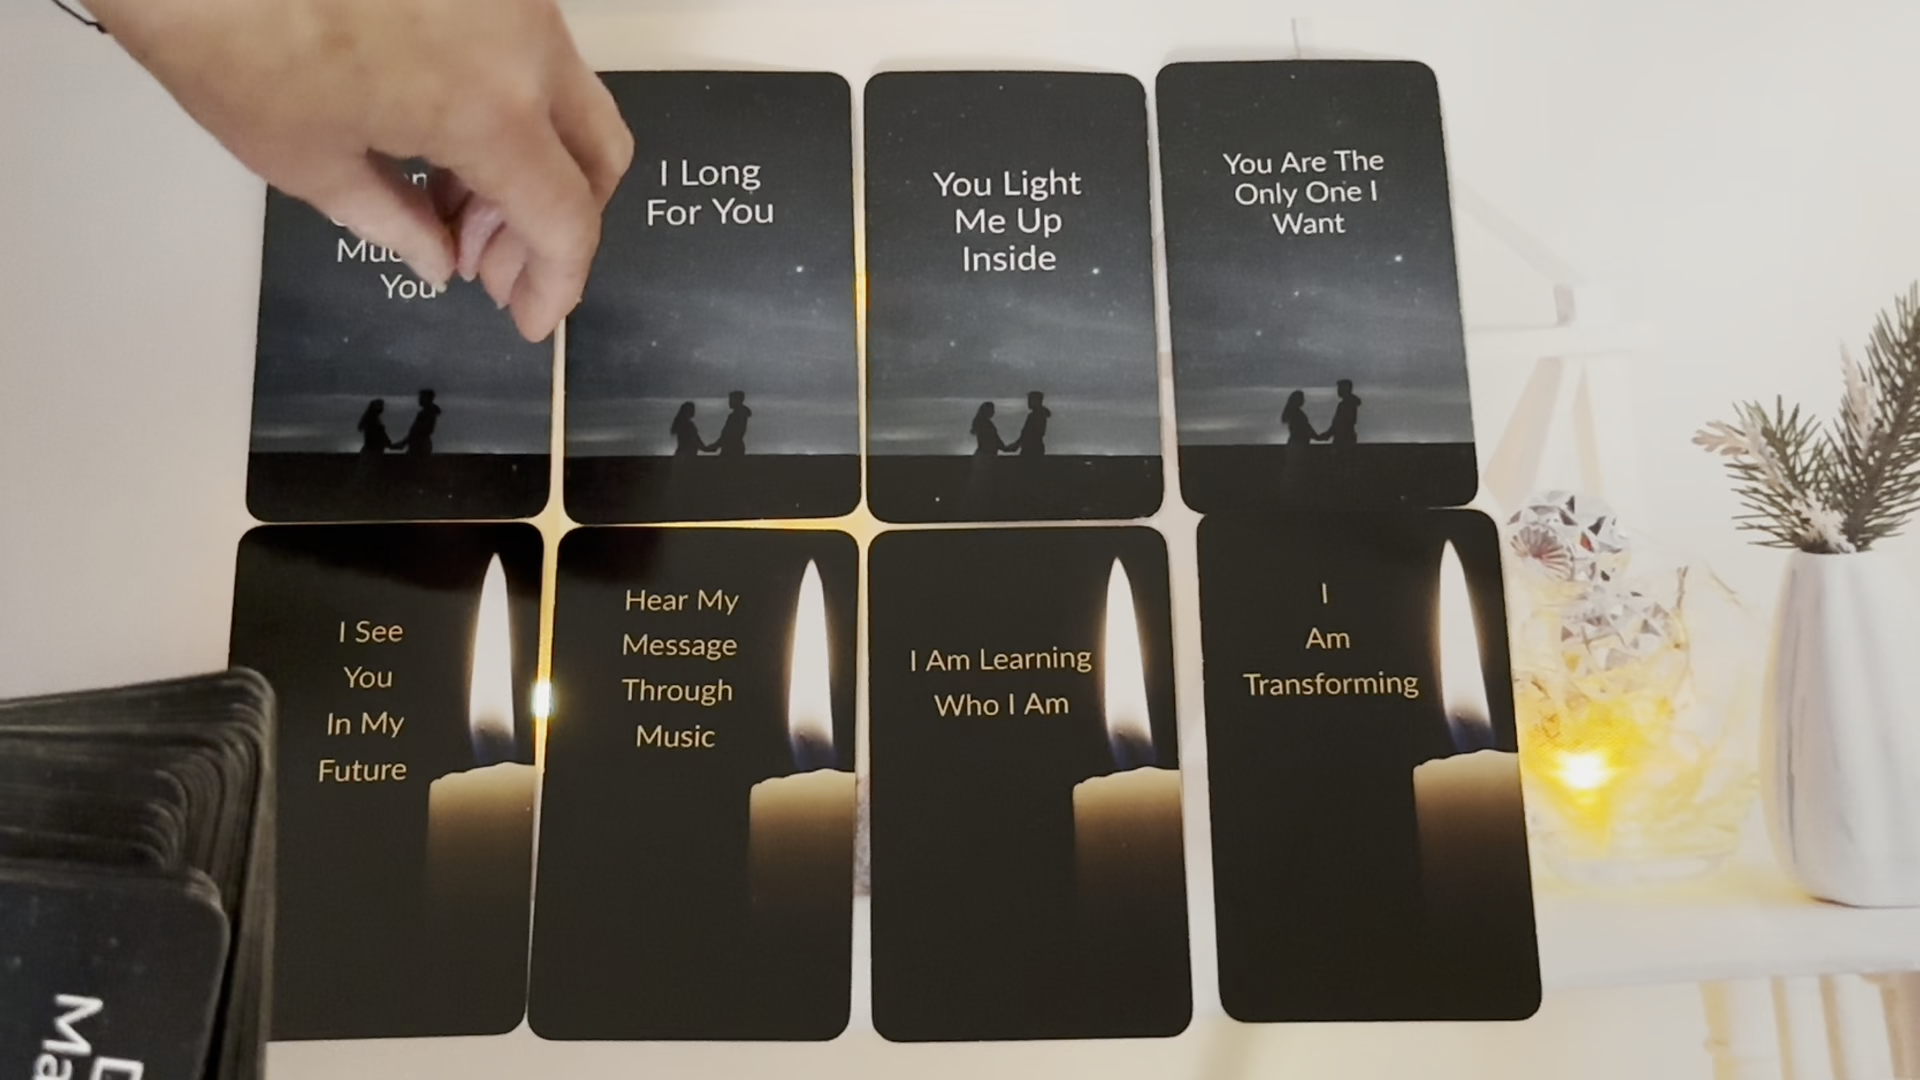 You
I Long
For You
You Light
Me Up
Inside
You Are The
Only One I
Want
I See
You
In My
Future
Hear My
Message
Through
Music
I Am Learning
Who I Am
I
Am
Transforming